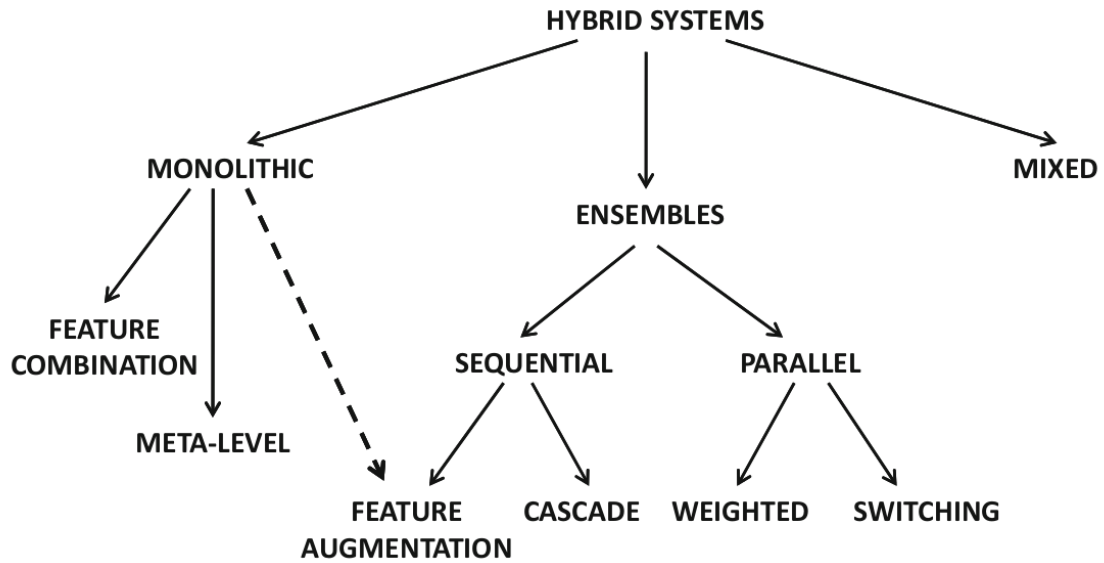 HYBRID SYSTEMS
MONOLITHIC
MIXED
ENSEMBLES
FEATURE
COMBINATION
SEQUENTIAL
PARALLEL
META-LEVEL
FEATURE
AUGMENTATION
CASCADE
WEIGHTED
SWITCHING